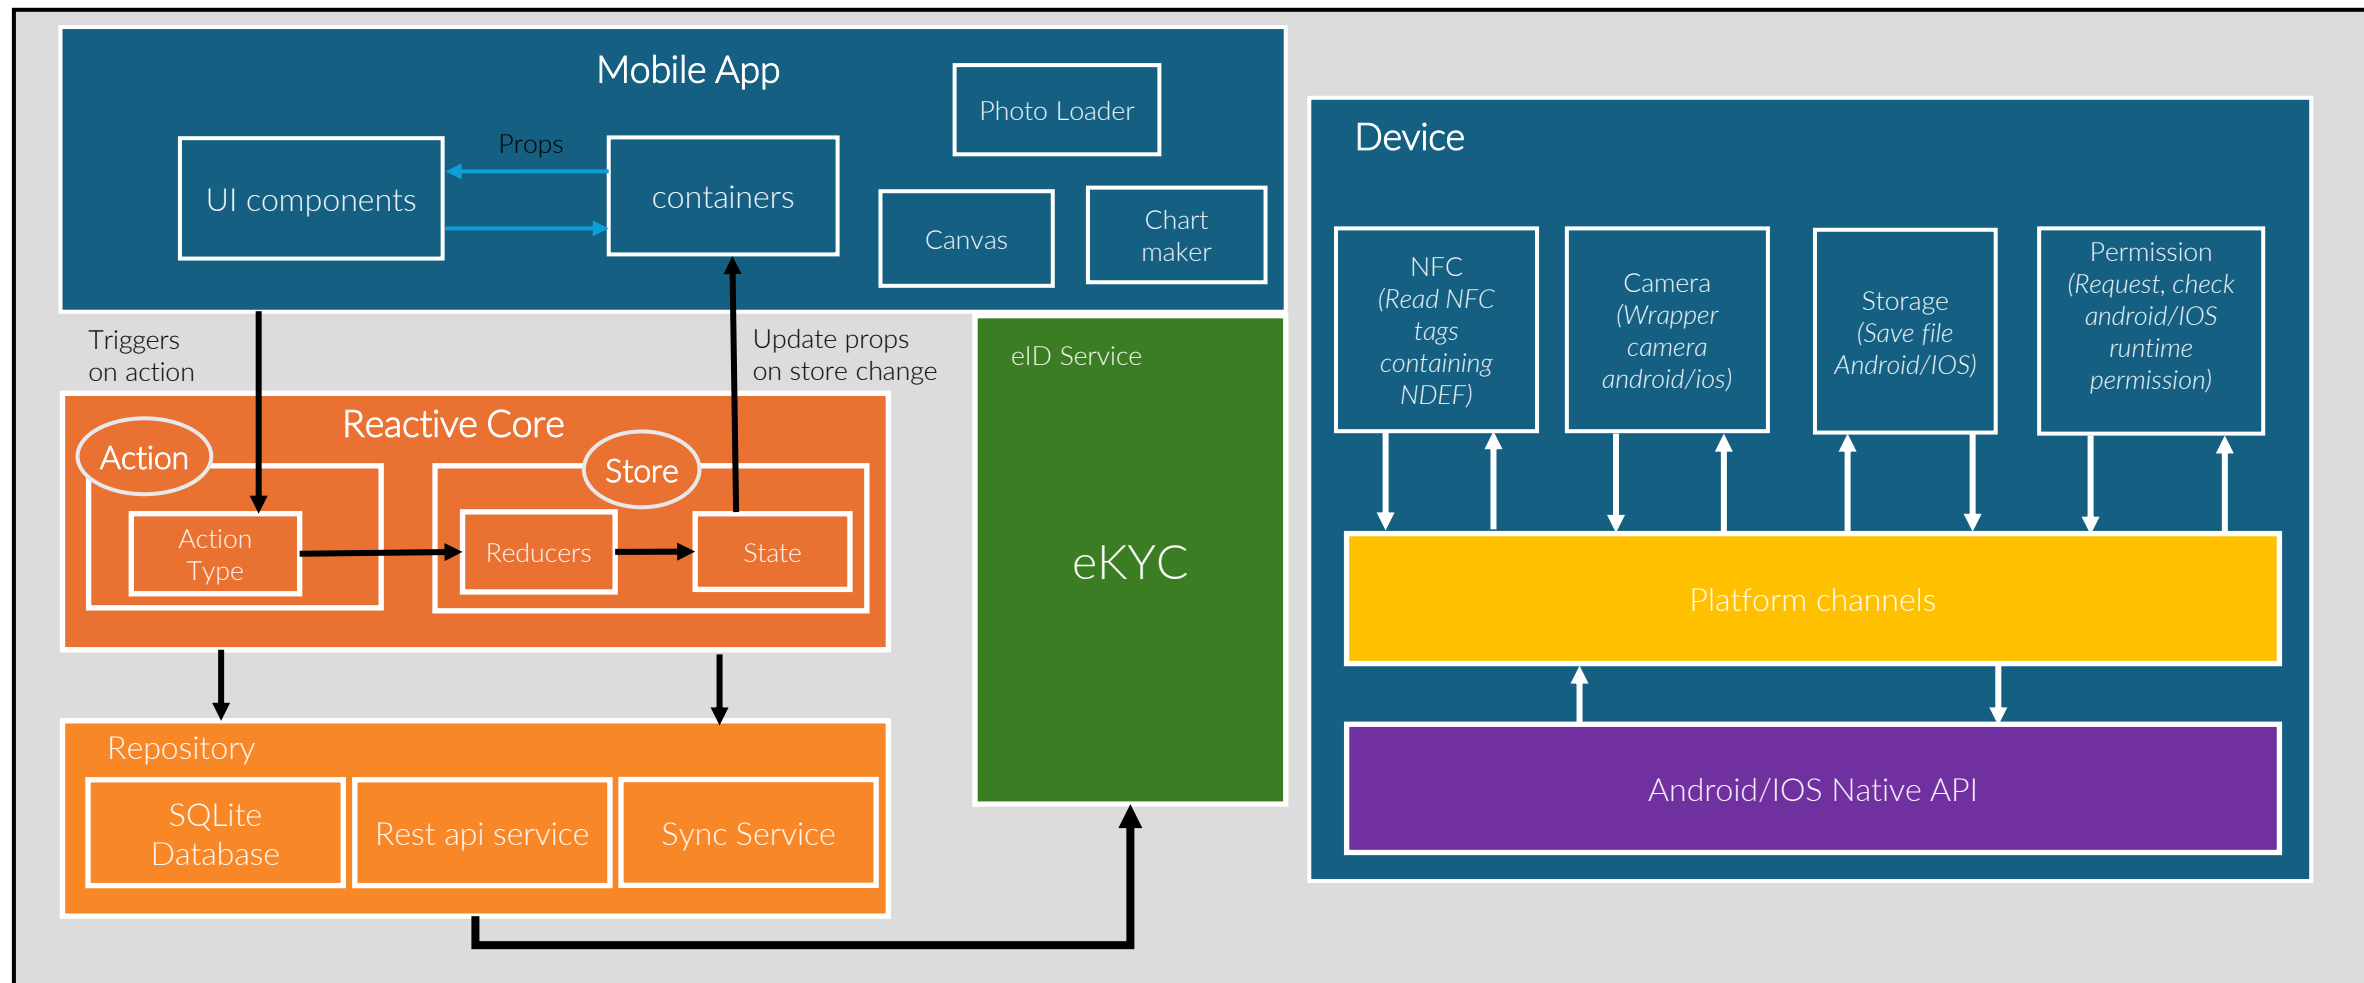 Mobile App
Photo Loader
Props
UI components
containers
Canvas
Chart
maker
Triggers
on action
Update props
on store change
Reactive Core
Action
Store
Action
Type
Reducers
State
Repository
SQLite
Database
Rest api service
Sync Service
eID Service
eKYC
Device
NFC
(Read NFC
tags
containing
NDEF)
Camera
(Wrapper
camera
android/ios)
Storage
(Save file
Android/IOS)
Permission
(Request, check
android/IOS
runtime
permission)
Platform channels
Android/IOS Native API